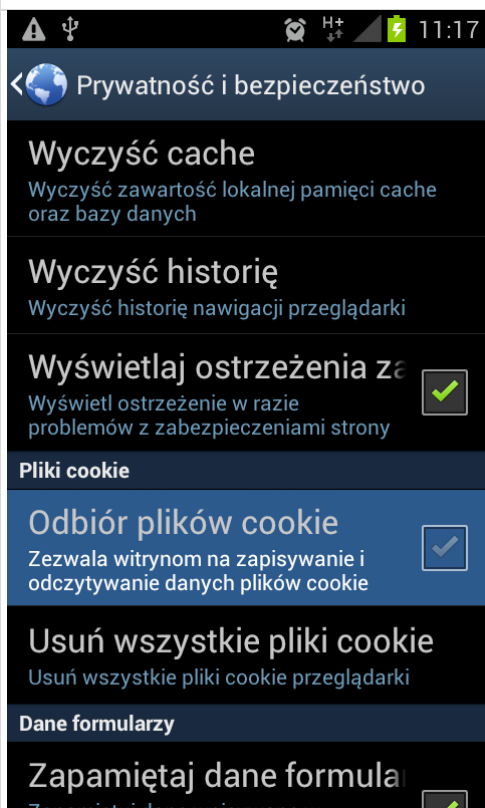 H+ 11:17
Prywatność i bezpieczeństwo
Wyczyść cache
Wyczyść zawartość lokalnej pamięci cache
oraz bazy danych
Wyczyść historię
Wyczyść historię nawigacji przeglądarki
Wyświetlaj ostrzeżenia za
Wyświetl ostrzeżenie w razie
problemów z zabezpieczeniami strony
Pliki cookie
Odbiór plików cookie
Zezwala witrynom na zapisywanie i
odczytywanie danych plików cookie
Usuń wszystkie pliki cookie
Usuń wszystkie pliki cookie przeglądarki
Dane formularzy
Zapamiętaj dane formula